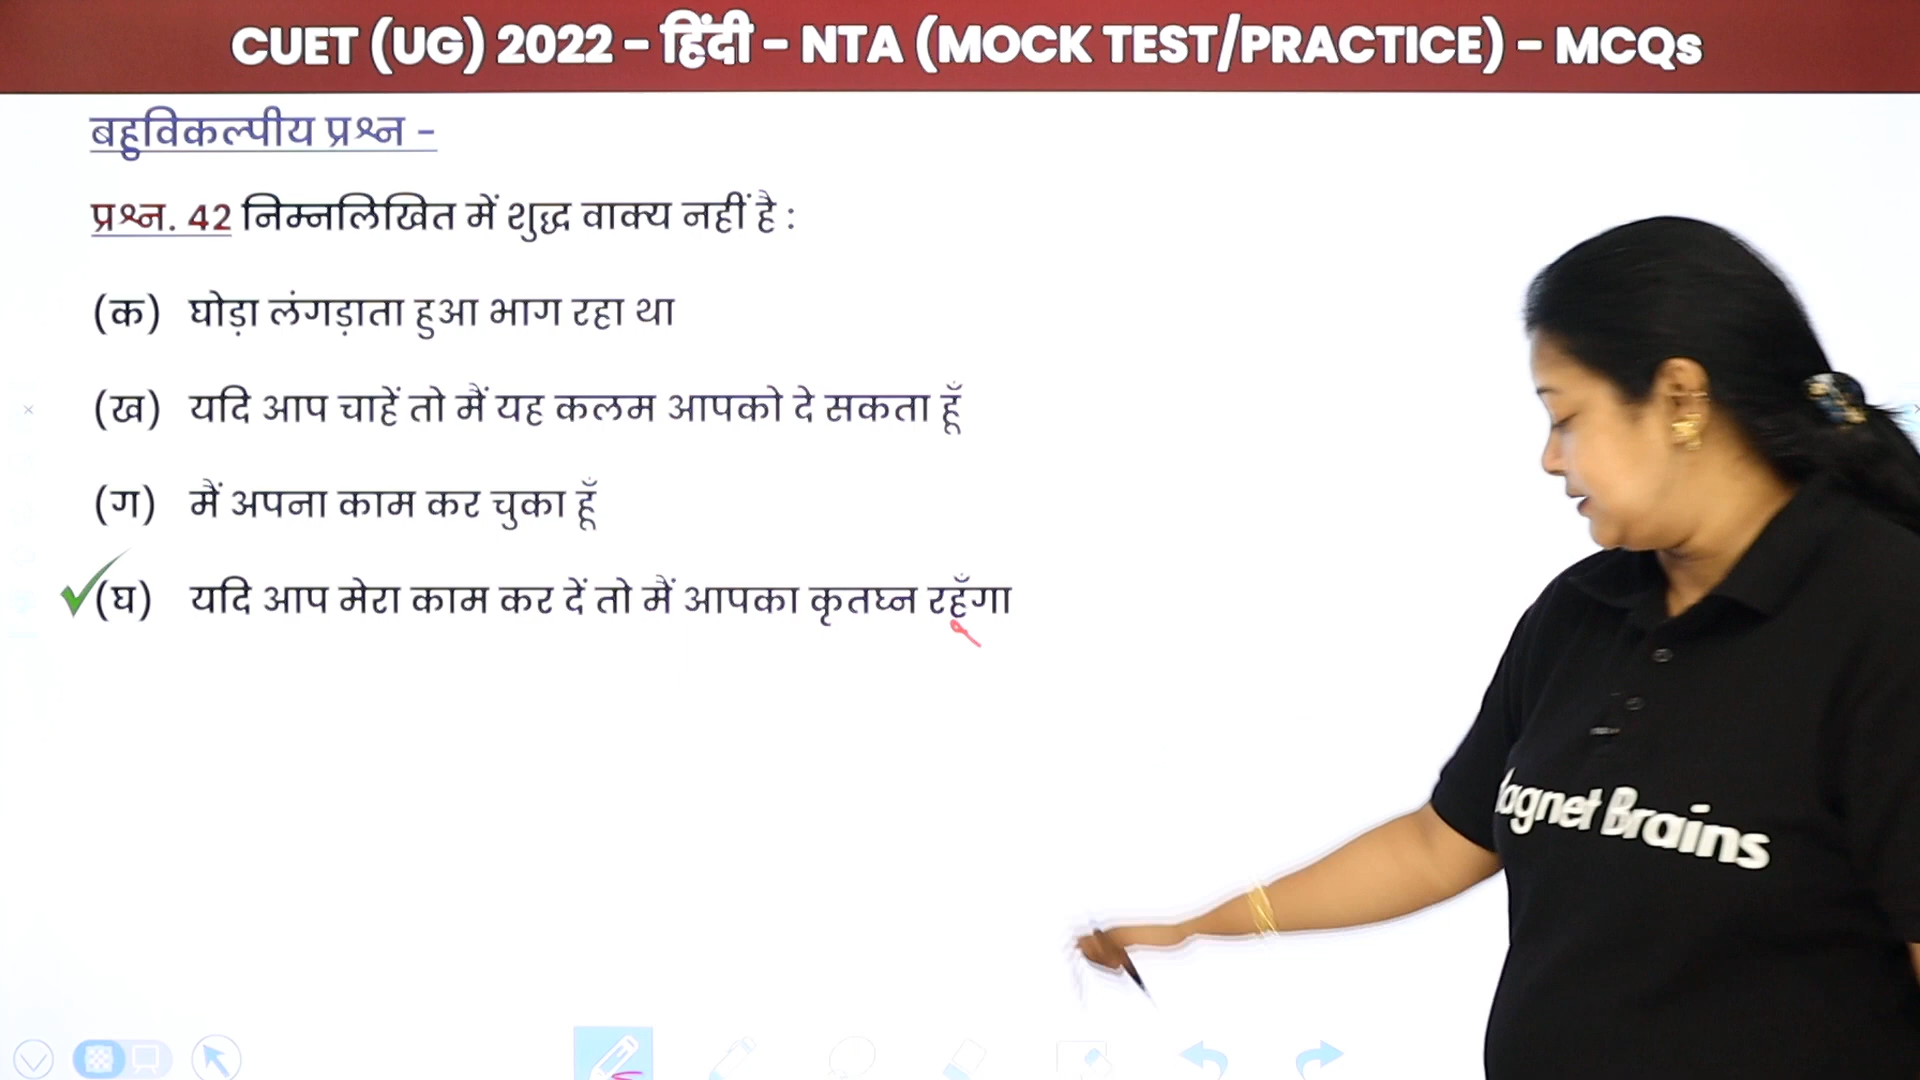 CUET (UG) 2022 – हिंदी – NTA (MOCK TEST/PRACTICE) – MCQs
बहुविकल्पीय प्रश्न –
प्रश्न. 42 निम्नलिखित में शुद्ध वाक्य नहीं है :
(क) घोड़ा लंगड़ाता हुआ भाग रहा था
(ख) यदि आप चाहें तो मैं यह कलम आपको दे सकता हूँ
(ग) मैं अपना काम कर चुका हूँ
(घ) यदि आप मेरा काम कर दें तो मैं आपका कृतघ्न रहँगा
agnet Brains